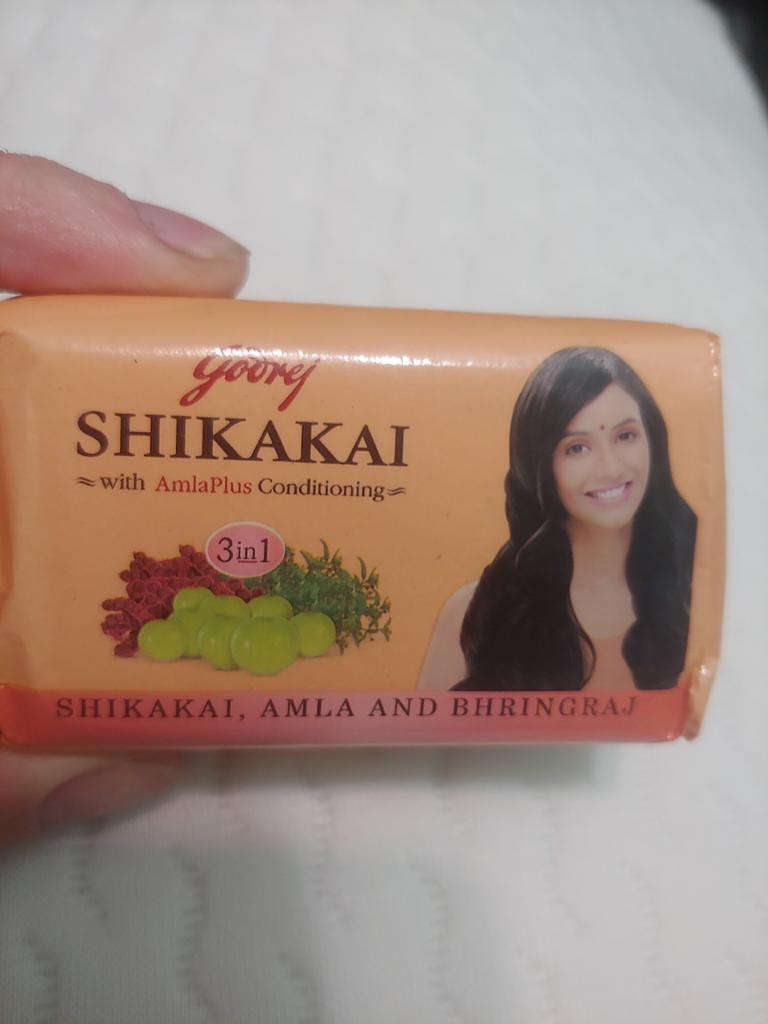 Godrej
SHIKAKAI
with AmlaPlus Conditioning
3in1
SHIKAKAI, AMLA AND BHRINGRAJ